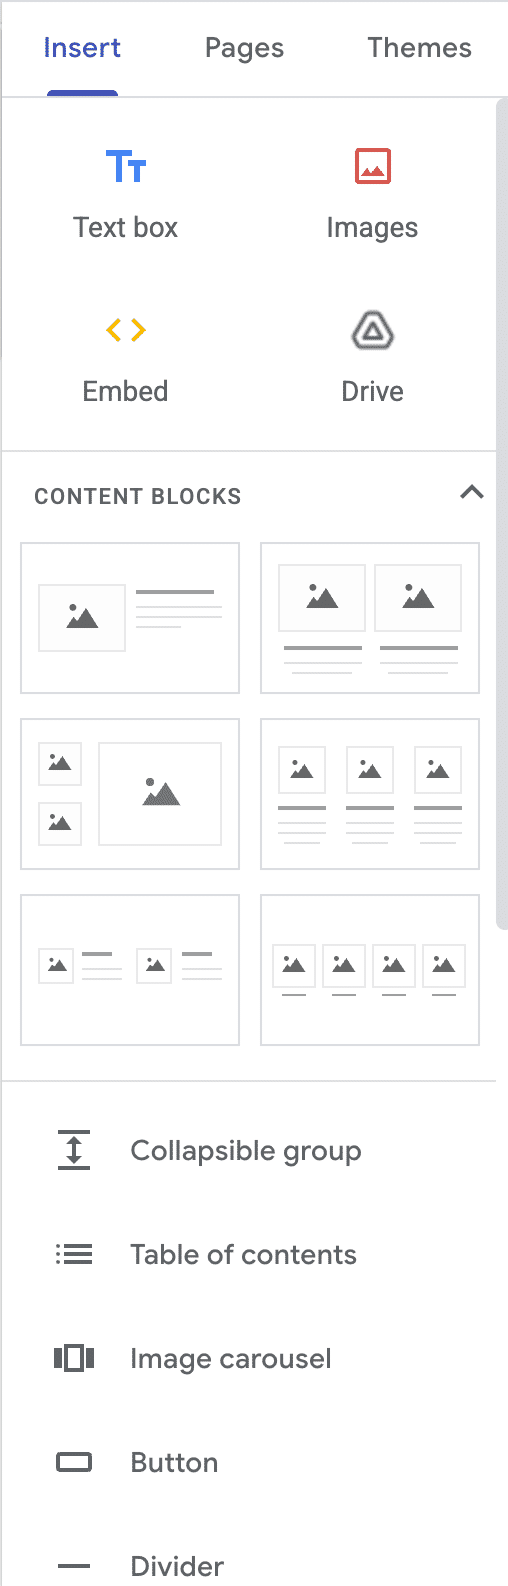 Insert Pages Themes
Text box Images
Embed Drive
CONTENT BLOCKS
Collapsible group
Table of contents
Image carousel
Button
Divider